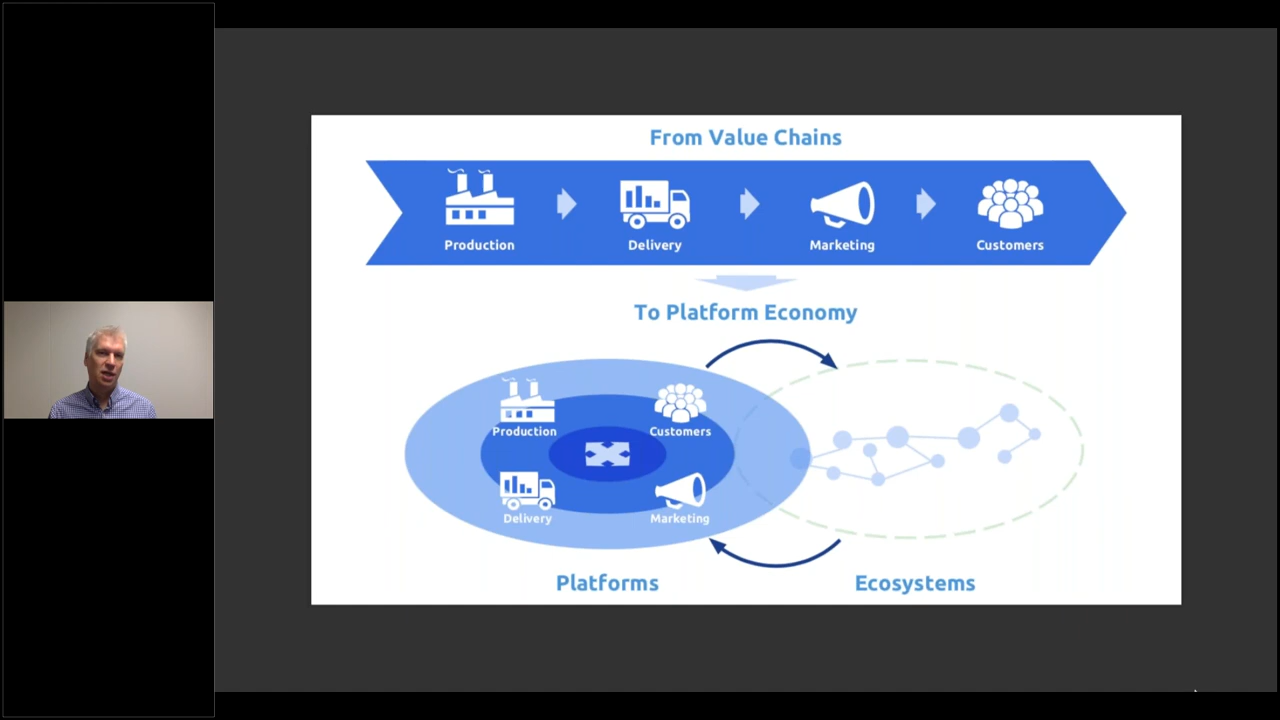 From Value Chains
Production
Delivery
Marketing
Customers
To Platform Economy
Production
Customers
Delivery
Marketing
Platforms
Ecosystems